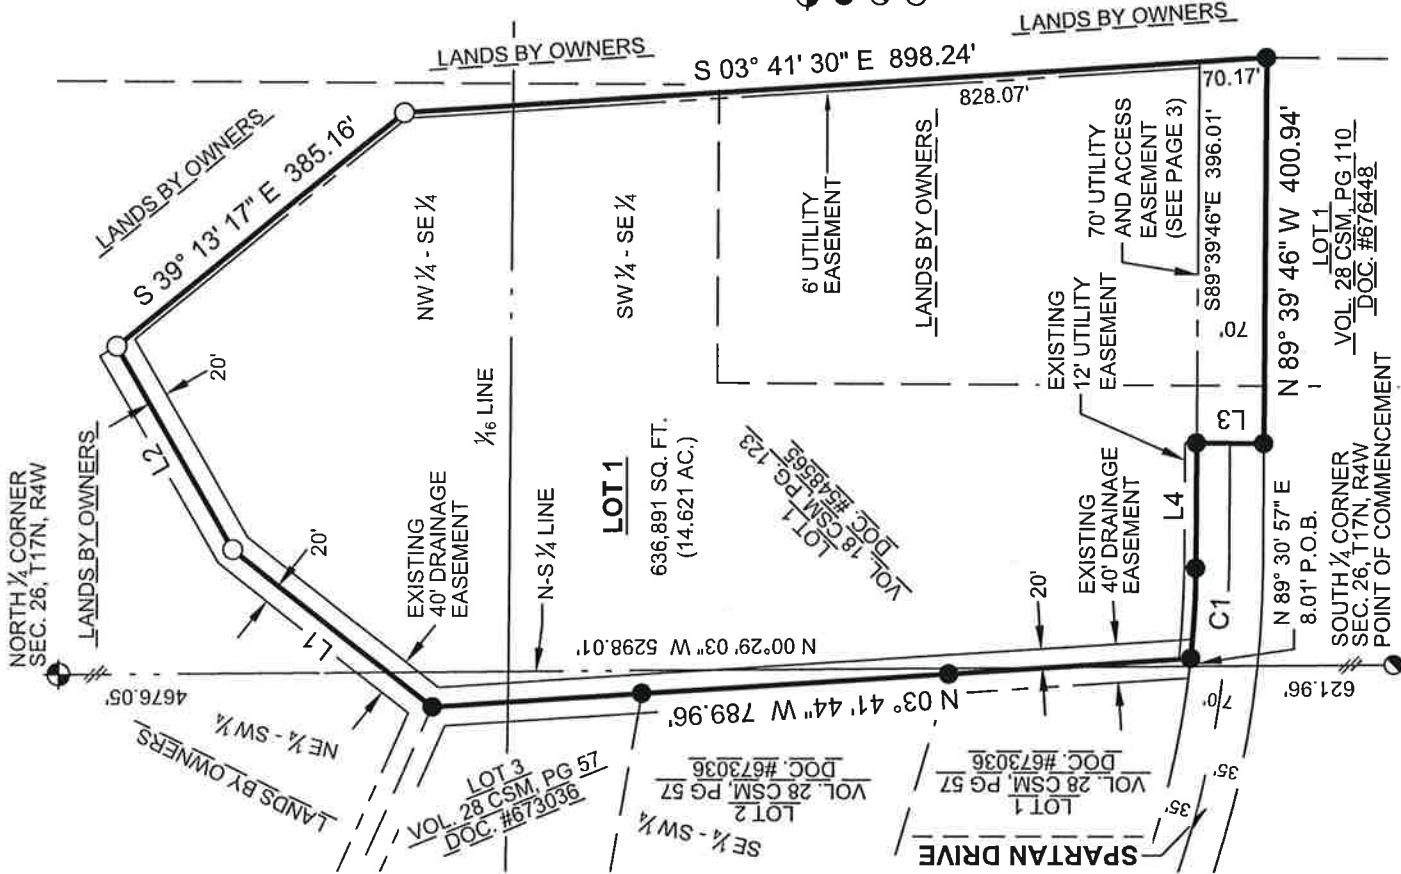 LANDS BY OWNERS
LANDS BY OWNERS
S 03° 41' 30" E 898.24'
828.07'
70.17'
LANDS BY OWNERS
S 39° 13' 17" E 385.16'
NW ¼ - SE ¼
SW ¼ - SE ¼
6' UTILITY
EASEMENT
LANDS BY OWNERS
70' UTILITY
AND ACCESS
EASEMENT
(SEE PAGE 3)
S89°39'46"E 396.01'
70'
N 89° 39' 46" W 400.94'
LOT 1
VOL. 28 CSM, PG 110
DOC. #676448
EXISTING
12' UTILITY
EASEMENT
L3
L4
C1
NORTH ¼ CORNER
SEC. 26, T17N, R4W
LANDS BY OWNERS
L2
20'
1⁄16 LINE
EXISTING
40' DRAINAGE
EASEMENT
20'
L1
N-S ¼ LINE
LOT 1
636,891 SQ. FT.
(14.621 AC.)
LOT 1
VOL. 18 CSM, PG. 123
DOC. #548565
EXISTING
40' DRAINAGE
EASEMENT
20'
N 00°29' 03" W 5298.01'
N 03° 41' 44" W 789.96'
N 89° 30' 57" E
8.01' P.O.B.
SOUTH ¼ CORNER
SEC. 26, T17N, R4W
POINT OF COMMENCEMENT
621.96'
4676.05'
NE ¼ - SW ¼
LANDS BY OWNERS
LOT 3
VOL. 28 CSM, PG 57
DOC. #673036
SE ¼ - SW ¼
LOT 2
VOL. 28 CSM, PG 57
DOC. #673036
LOT 1
VOL. 28 CSM, PG 57
DOC. #673036
70'
35'
35'
SPARTAN DRIVE